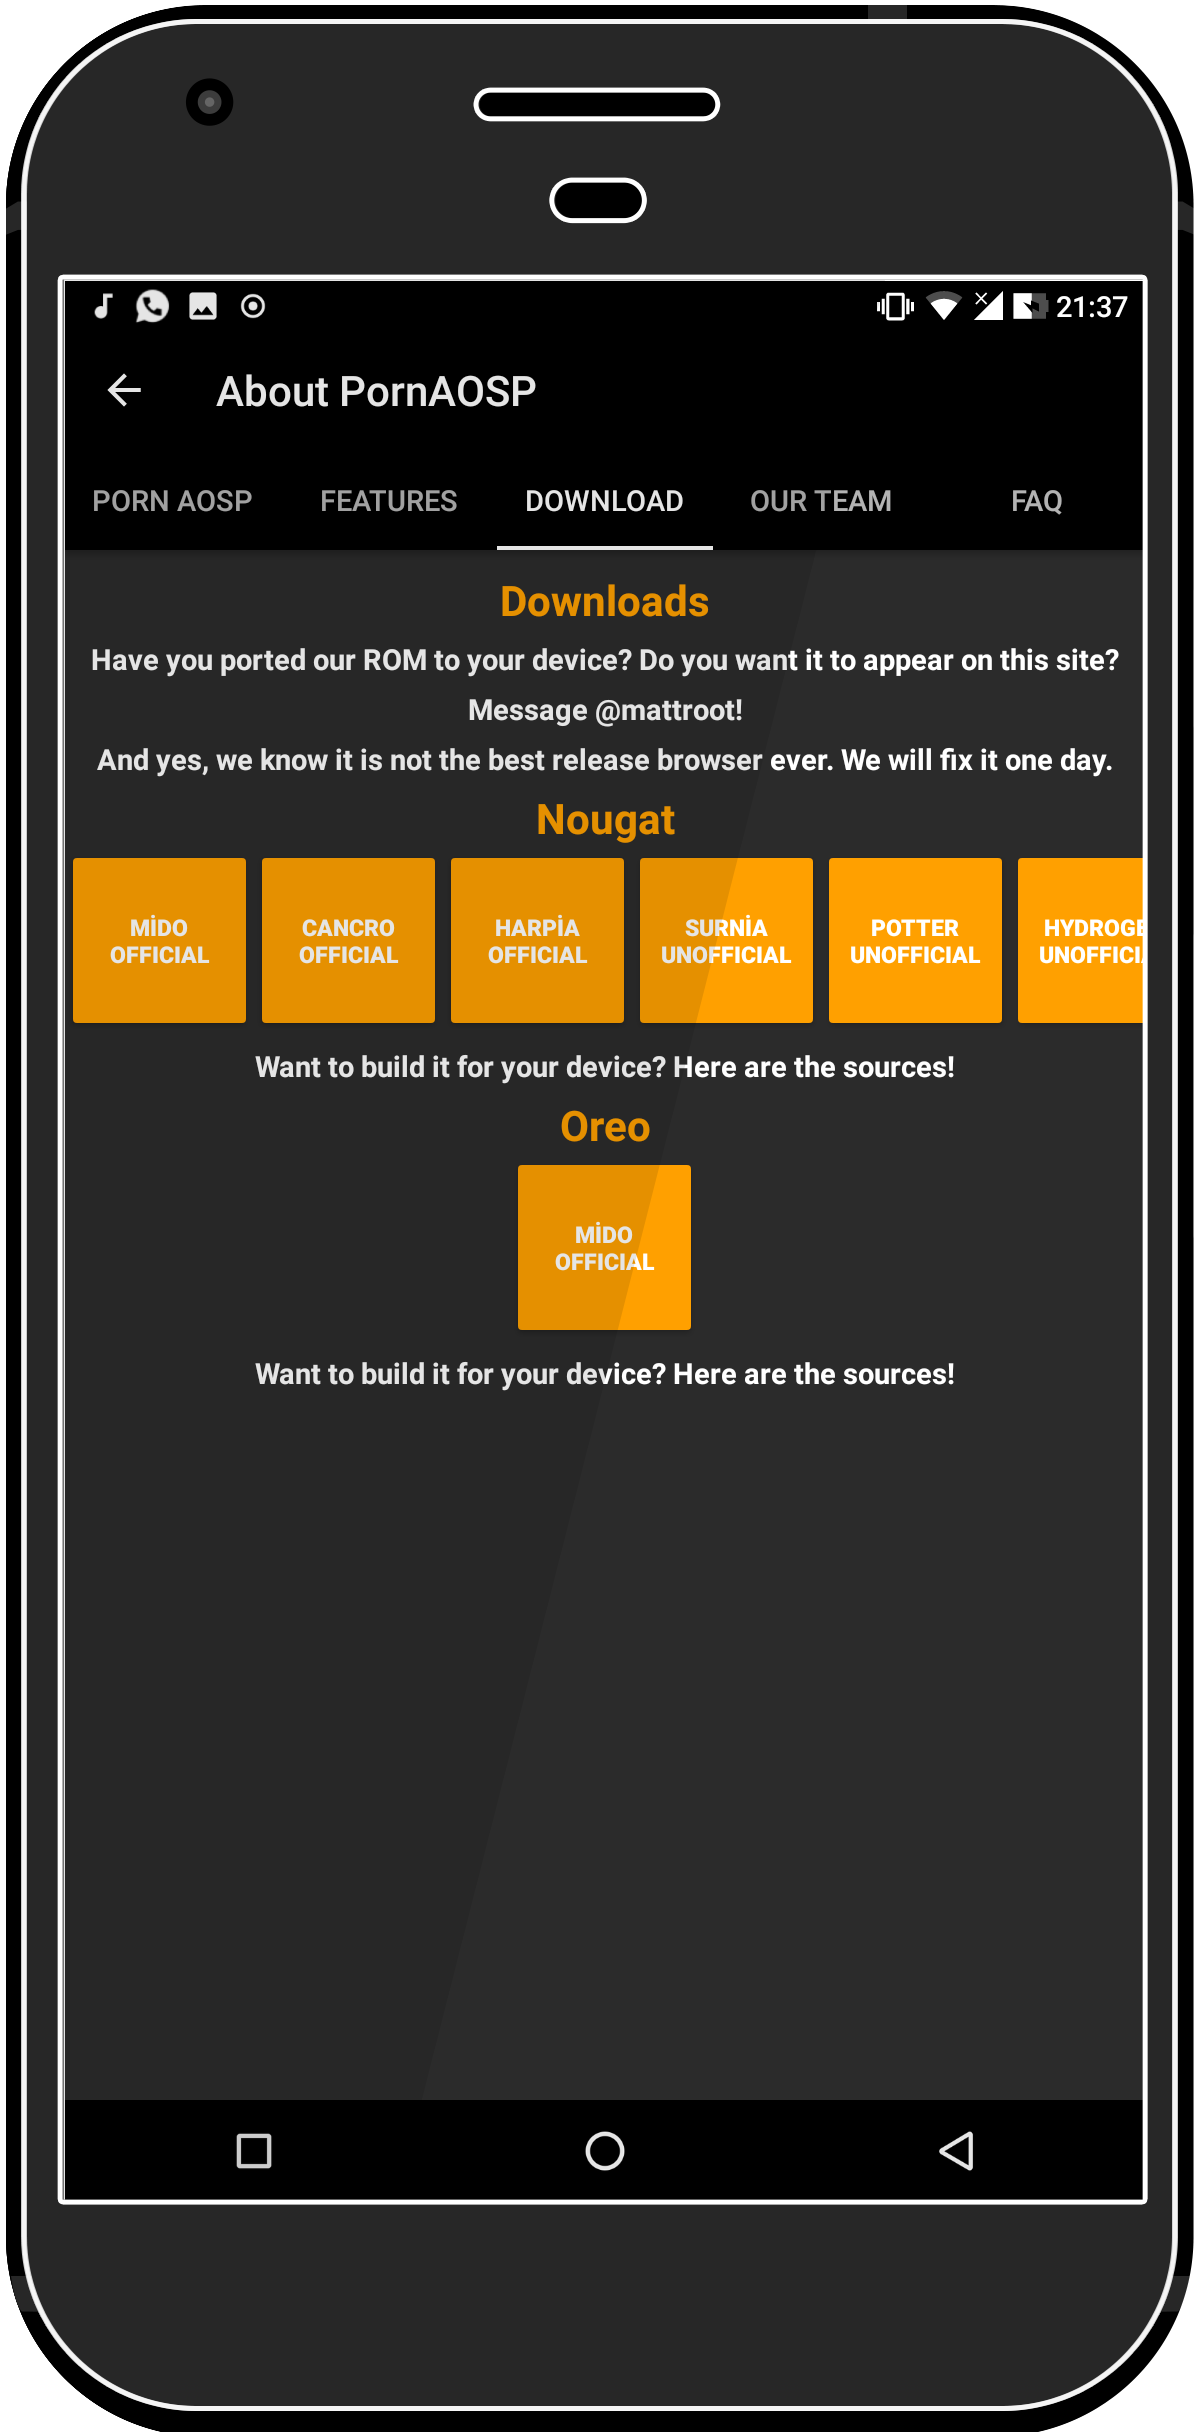 21:37
About PornAOSP
PORN AOSP FEATURES DOWNLOAD OUR TEAM FAQ
Downloads
Have you ported our ROM to your device? Do you want it to appear on this site?
Message @mattroot!
And yes, we know it is not the best release browser ever. We will fix it one day.
Nougat
MİDO
OFFICIAL
CANCRO
OFFICIAL
HARPİA
OFFICIAL
SURNİA
UNOFFICIAL
POTTER
UNOFFICIAL
HYDROGE
UNOFFICI
Want to build it for your device? Here are the sources!
Oreo
MİDO
OFFICIAL
Want to build it for your device? Here are the sources!